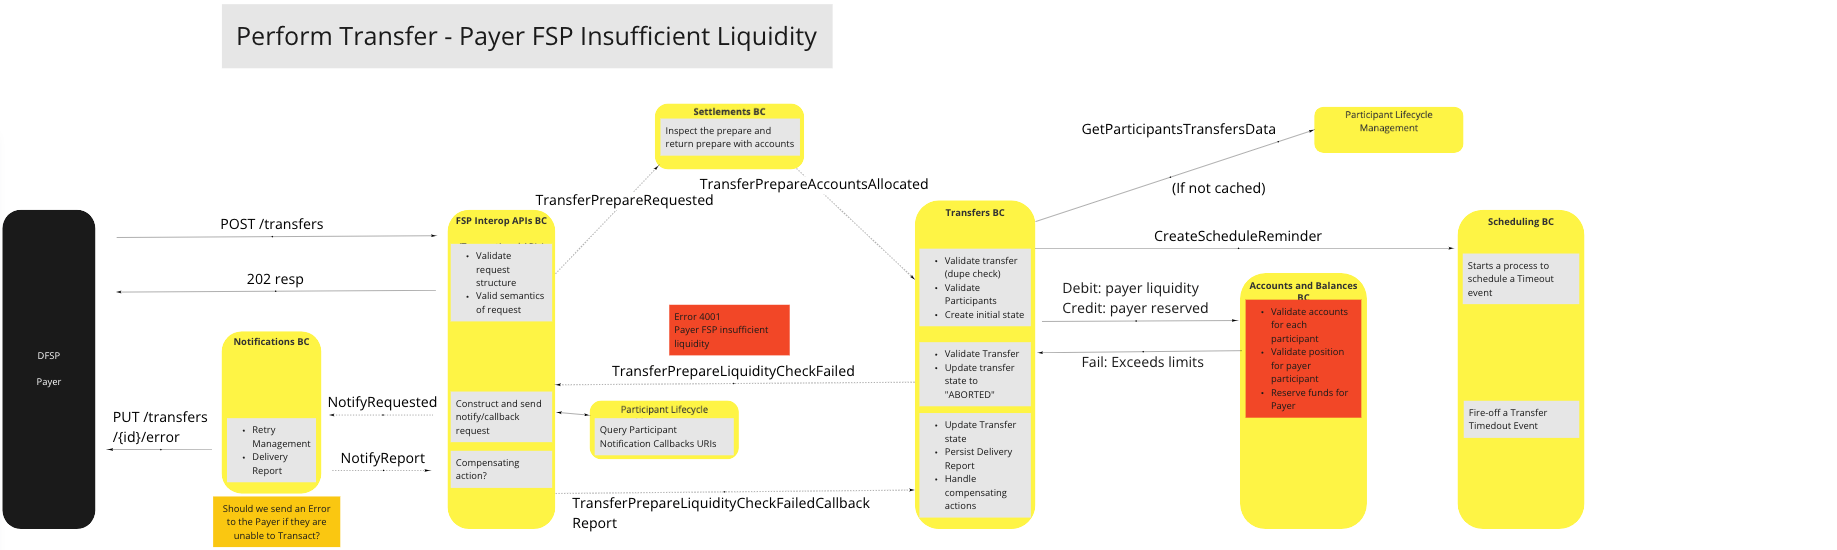 Perform Transfer - Payer FSP Insufficient Liquidity
Settlements BC
Inspect the prepare and
return prepare with accounts
GetParticipantsTransfersData
Participant Lifecycle
Management
(If not cached)
TransferPrepareRequested
TransferPrepareAccountsAllocated
DFSP
Payer
POST /transfers
202 resp
FSP Interop APIs BC
• Validate
request
structure
• Valid semantics
of request
Transfers BC
• Validate transfer
(dupe check)
• Validate
Participants
• Create initial state
CreateScheduleReminder
Scheduling BC
Starts a process to
schedule a Timeout
event
Debit: payer liquidity
Credit: payer reserved
Accounts and Balances
BC
• Validate accounts
for each
participant
• Validate position
for payer
participant
• Reserve funds for
Payer
Fail: Exceeds limits
Error 4001
Payer FSP insufficient
liquidity
• Validate Transfer
• Update transfer
state to
"ABORTED"
TransferPrepareLiquidityCheckFailed
Notifications BC
NotifyRequested
Construct and send
notify/callback
request
Participant Lifecycle
Query Participant
Notification Callbacks URIs
Fire-off a Transfer
Timedout Event
PUT /transfers
/{id}/error
• Retry
Management
• Delivery
Report
NotifyReport
Compensating
action?
• Update Transfer
state
• Persist Delivery
Report
• Handle
compensating
actions
TransferPrepareLiquidityCheckFailedCallback
Report
Should we send an Error
to the Payer if they are
unable to Transact?